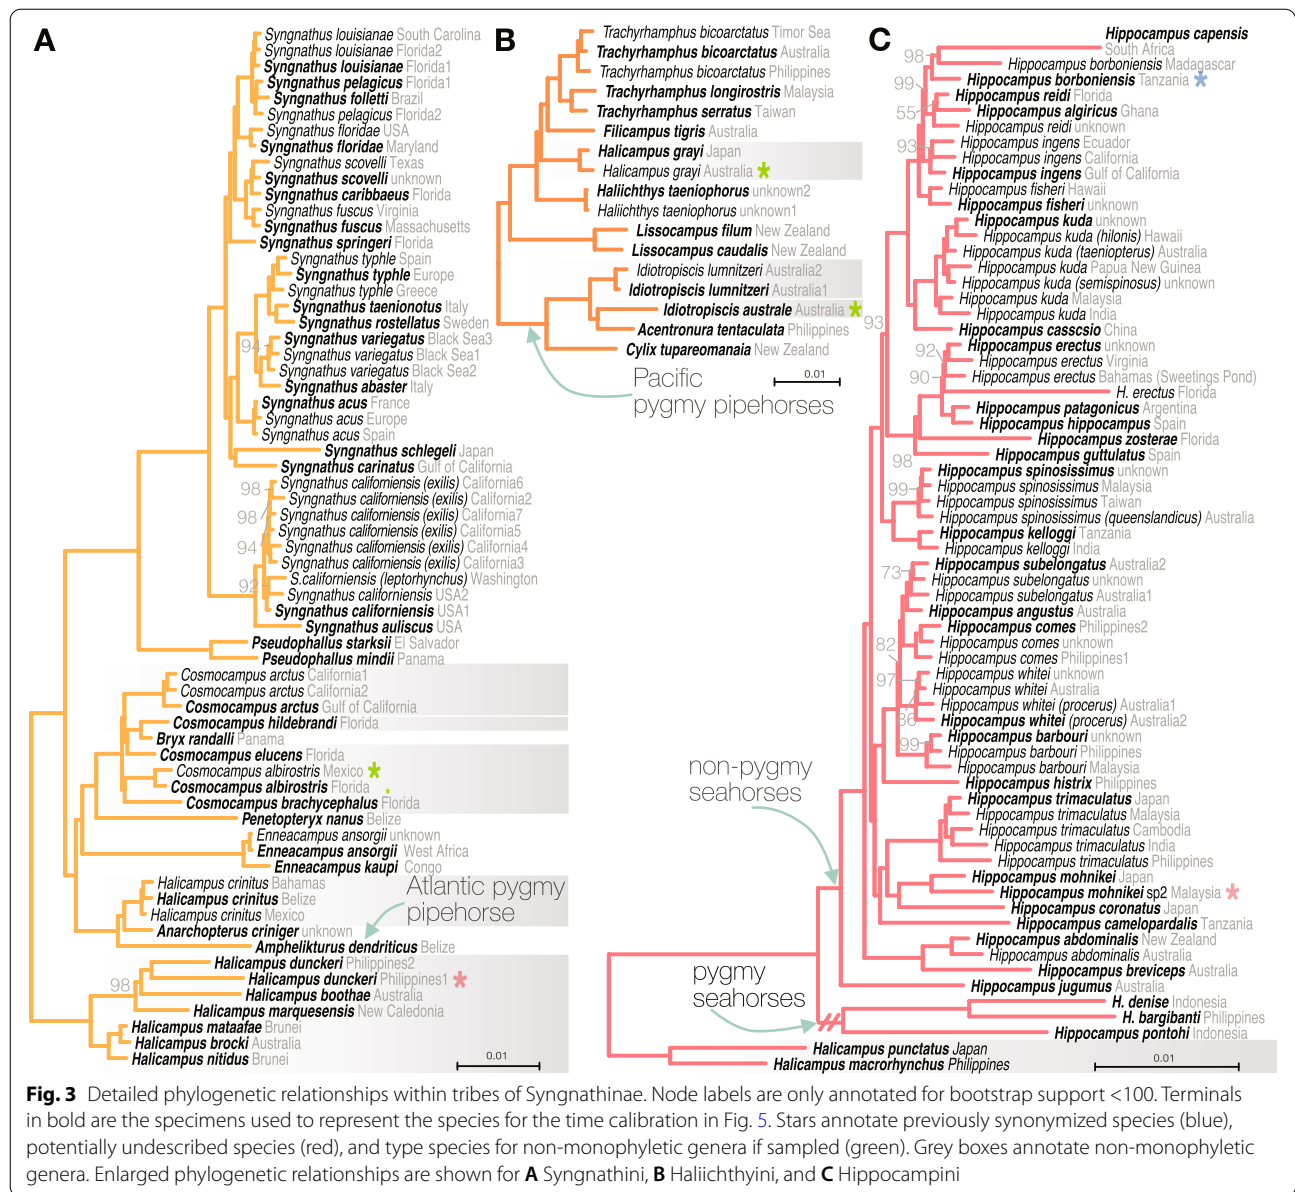 A
Syngnathus louisianae South Carolina
Syngnathus louisianae Florida2
Syngnathus louisianae Florida1
Syngnathus pelagicus Florida1
Syngnathus folletti Brazil
Syngnathus pelagicus Florida2
Syngnathus floridae USA
Syngnathus floridae Maryland
Syngnathus scovelli Texas
Syngnathus scovelli unknown
Syngnathus caribbaeus Florida
Syngnathus fuscus Virginia
Syngnathus fuscus Massachusetts
Syngnathus springeri Florida
Syngnathus typhle Spain
Syngnathus typhle Europe
Syngnathus typhle Greece
Syngnathus taenionotus Italy
Syngnathus rostellatus Sweden
Syngnathus variegatus Black Sea3
94
Syngnathus variegatus Black Sea1
Syngnathus variegatus Black Sea2
Syngnathus abaster Italy
Syngnathus acus France
Syngnathus acus Europe
Syngnathus acus Spain
Syngnathus schlegeli Japan
Syngnathus carinatus Gulf of California
Syngnathus californiensis (exilis) California6
98
Syngnathus californiensis (exilis) California2
98
Syngnathus californiensis (exilis) California7
Syngnathus californiensis (exilis) California5
94
Syngnathus californiensis (exilis) California4
Syngnathus californiensis (exilis) California3
92
S.californiensis (leptorhynchus) Washington
Syngnathus californiensis USA2
Syngnathus californiensis USA1
Syngnathus auliscus USA
Pseudophallus starksii El Salvador
Pseudophallus mindii Panama
Cosmocampus arctus California1
Cosmocampus arctus California2
Cosmocampus arctus Gulf of California
Cosmocampus hildebrandi Florida
Bryx randalli Panama
Cosmocampus elucens Florida
Cosmocampus albirostris Mexico *
Cosmocampus albirostris Florida *
Cosmocampus brachycephalus Florida
Penetopteryx nanus Belize
Enneacampus ansorgii unknown
Enneacampus ansorgii West Africa
Enneacampus kaupi Congo
Halicampus crinitus Bahamas
Halicampus crinitus Belize
Halicampus crinitus Mexico
Anarchopterus criniger unknown
Amphelikturus dendriticus Belize
Atlantic pygmy
pipehorse
Halicampus dunckeri Philippines2
98
Halicampus dunckeri Philippines1 *
Halicampus boothae Australia
Halicampus marquesensis New Caledonia
Halicampus mataafae Brunei
Halicampus brocki Australia
Halicampus nitidus Brunei
0.01
B
Trachyrhamphus bicoarctatus Timor Sea
Trachyrhamphus bicoarctatus Australia
Trachyrhamphus bicoarctatus Philippines
Trachyrhamphus longirostris Malaysia
Trachyrhamphus serratus Taiwan
Filicampus tigris Australia
Halicampus grayi Japan
Halicampus grayi Australia *
Haliichthys taeniophorus unknown2
Haliichthys taeniophorus unknown1
Lissocampus filum New Zealand
Lissocampus caudalis New Zealand
Idiotropiscis lumnitzeri Australia2
Idiotropiscis lumnitzeri Australia1
Idiotropiscis australe Australia *
Acentronura tentaculata Philippines
Cylix tupareomanaia New Zealand
Pacific
pygmy pipehorses
0.01
C
Hippocampus capensis
South Africa
98
Hippocampus borboniensis Madagascar
99
Hippocampus borboniensis Tanzania *
Hippocampus reidi Florida
55
Hippocampus algiricus Ghana
Hippocampus reidi unknown
93
Hippocampus ingens Ecuador
Hippocampus ingens California
Hippocampus ingens Gulf of California
Hippocampus fisheri Hawaii
Hippocampus fisheri unknown
Hippocampus kuda unknown
Hippocampus kuda (hilonis) Hawaii
Hippocampus kuda (taeniopterus) Australia
Hippocampus kuda Papua New Guinea
Hippocampus kuda (semispinosus) unknown
Hippocampus kuda Malaysia
Hippocampus kuda India
93
Hippocampus casscsio China
Hippocampus erectus unknown
92
Hippocampus erectus Virginia
90
Hippocampus erectus Bahamas (Sweetings Pond)
H. erectus Florida
Hippocampus patagonicus Argentina
Hippocampus hippocampus Spain
Hippocampus zosterae Florida
Hippocampus guttulatus Spain
98
Hippocampus spinosissimus unknown
99
Hippocampus spinosissimus Malaysia
Hippocampus spinosissimus Taiwan
Hippocampus spinosissimus (queenslandicus) Australia
Hippocampus kelloggi Tanzania
Hippocampus kelloggi India
Hippocampus subelongatus Australia2
73
Hippocampus subelongatus unknown
Hippocampus subelongatus Australia1
Hippocampus angustus Australia
Hippocampus comes Philippines2
82
Hippocampus comes unknown
Hippocampus comes Philippines1
97
Hippocampus whitei unknown
Hippocampus whitei Australia
Hippocampus whitei (procerus) Australia1
86
Hippocampus whitei (procerus) Australia2
99
Hippocampus barbouri unknown
Hippocampus barbouri Philippines
Hippocampus barbouri Malaysia
Hippocampus histrix Philippines
Hippocampus trimaculatus Japan
Hippocampus trimaculatus Malaysia
Hippocampus trimaculatus Cambodia
Hippocampus trimaculatus India
Hippocampus trimaculatus Philippines
Hippocampus mohnikei Japan
Hippocampus mohnikei sp2 Malaysia *
Hippocampus coronatus Japan
Hippocampus camelopardalis Tanzania
Hippocampus abdominalis New Zealand
Hippocampus abdominalis Australia
Hippocampus breviceps Australia
Hippocampus jugumus Australia
H. denise Indonesia
H. bargibanti Philippines
Hippocampus pontohi Indonesia
Halicampus punctatus Japan
Halicampus macrorhynchus Philippines
non-pygmy
seahorses
pygmy
seahorses
0.01
Fig. 3 Detailed phylogenetic relationships within tribes of Syngnathinae. Node labels are only annotated for bootstrap support <100. Terminals
in bold are the specimens used to represent the species for the time calibration in Fig. 5. Stars annotate previously synonymized species (blue),
potentially undescribed species (red), and type species for non-monophyletic genera if sampled (green). Grey boxes annotate non-monophyletic
genera. Enlarged phylogenetic relationships are shown for A Syngnathini, B Haliichthyini, and C Hippocampini